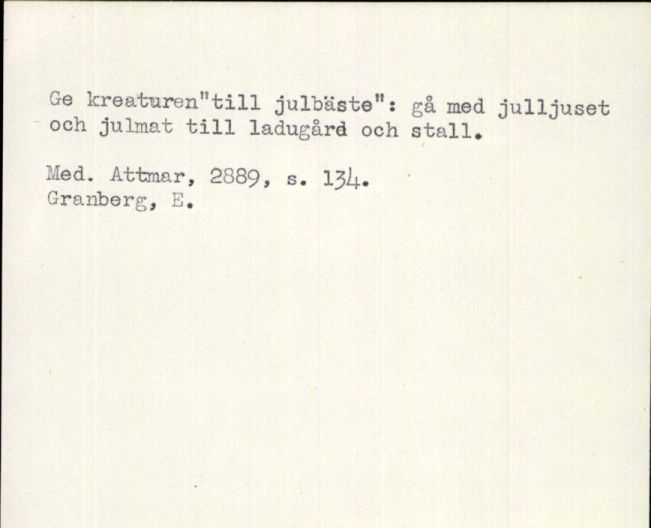 Ge kreaturen"till julbäste": gå med julljuset
och julmat till ladugård och stall.
Med. Attmar, 2889, s. 134.
Granberg, E.